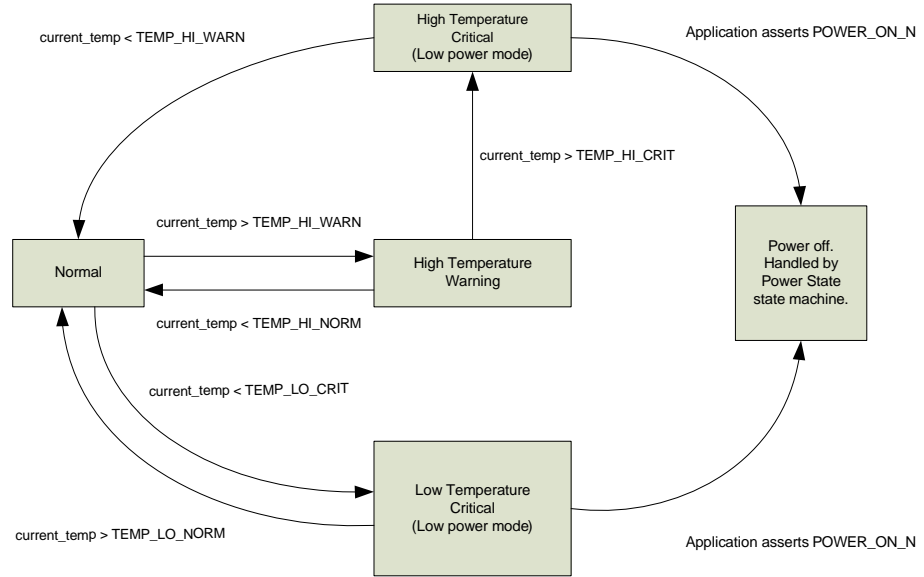 High Temperature
Critical
(Low power mode)
current_temp < TEMP_HI_WARN
Application asserts POWER_ON_N
current_temp > TEMP_HI_CRIT
current_temp > TEMP_HI_WARN
Normal
High Temperature
Warning
Power off.
Handled by
Power State
state machine.
current_temp < TEMP_HI_NORM
current_temp < TEMP_LO_CRIT
Low Temperature
Critical
(Low power mode)
current_temp > TEMP_LO_NORM
Application asserts POWER_ON_N